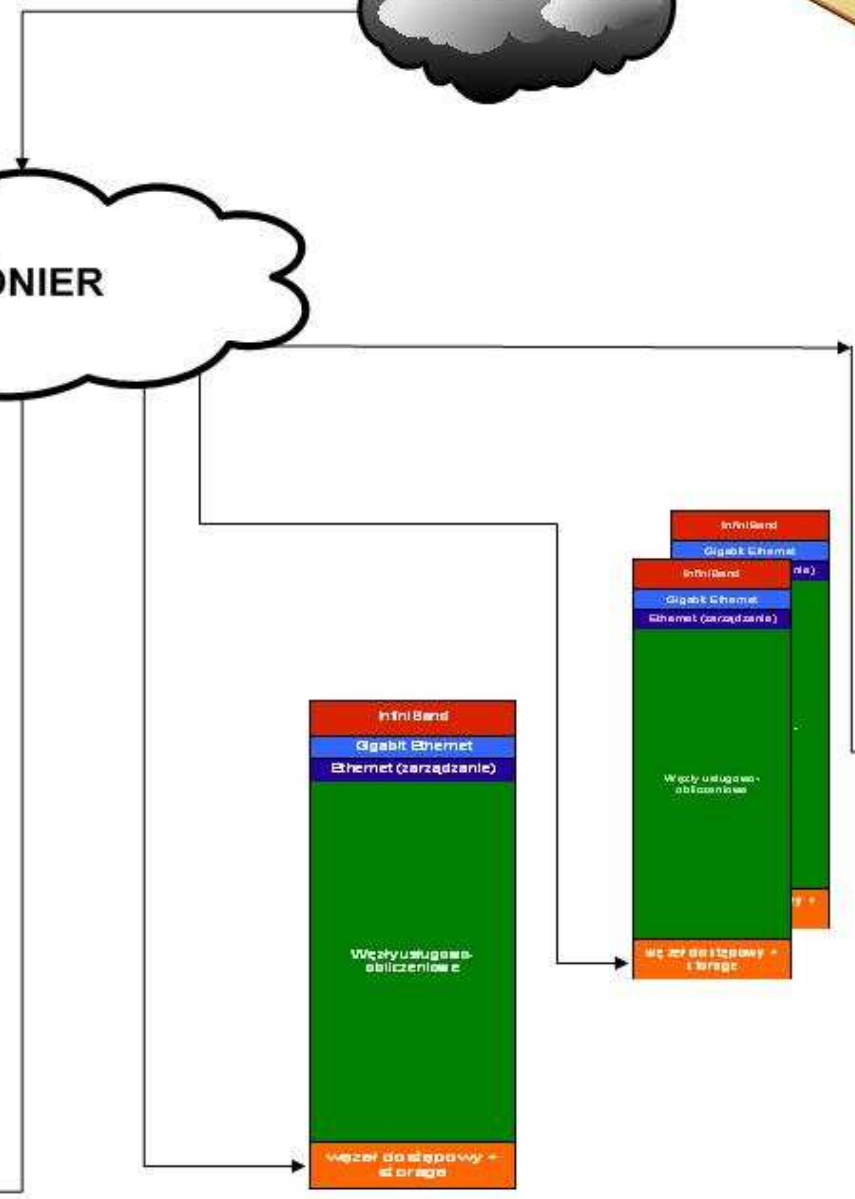 ONIER
InfiniBand
Gigabit Ethernet
nie)
InfiniBand
Gigabit Ethernet
Ethernet (zarządzanie)
Węzły usługowo-
obliczeniowe
-
y +
węzeł dostępowy +
storage
InfiniBand
Gigabit Ethernet
Ethernet (zarządzanie)
Węzły usługowo-
obliczeniowe
węzeł dostępowy +
storage